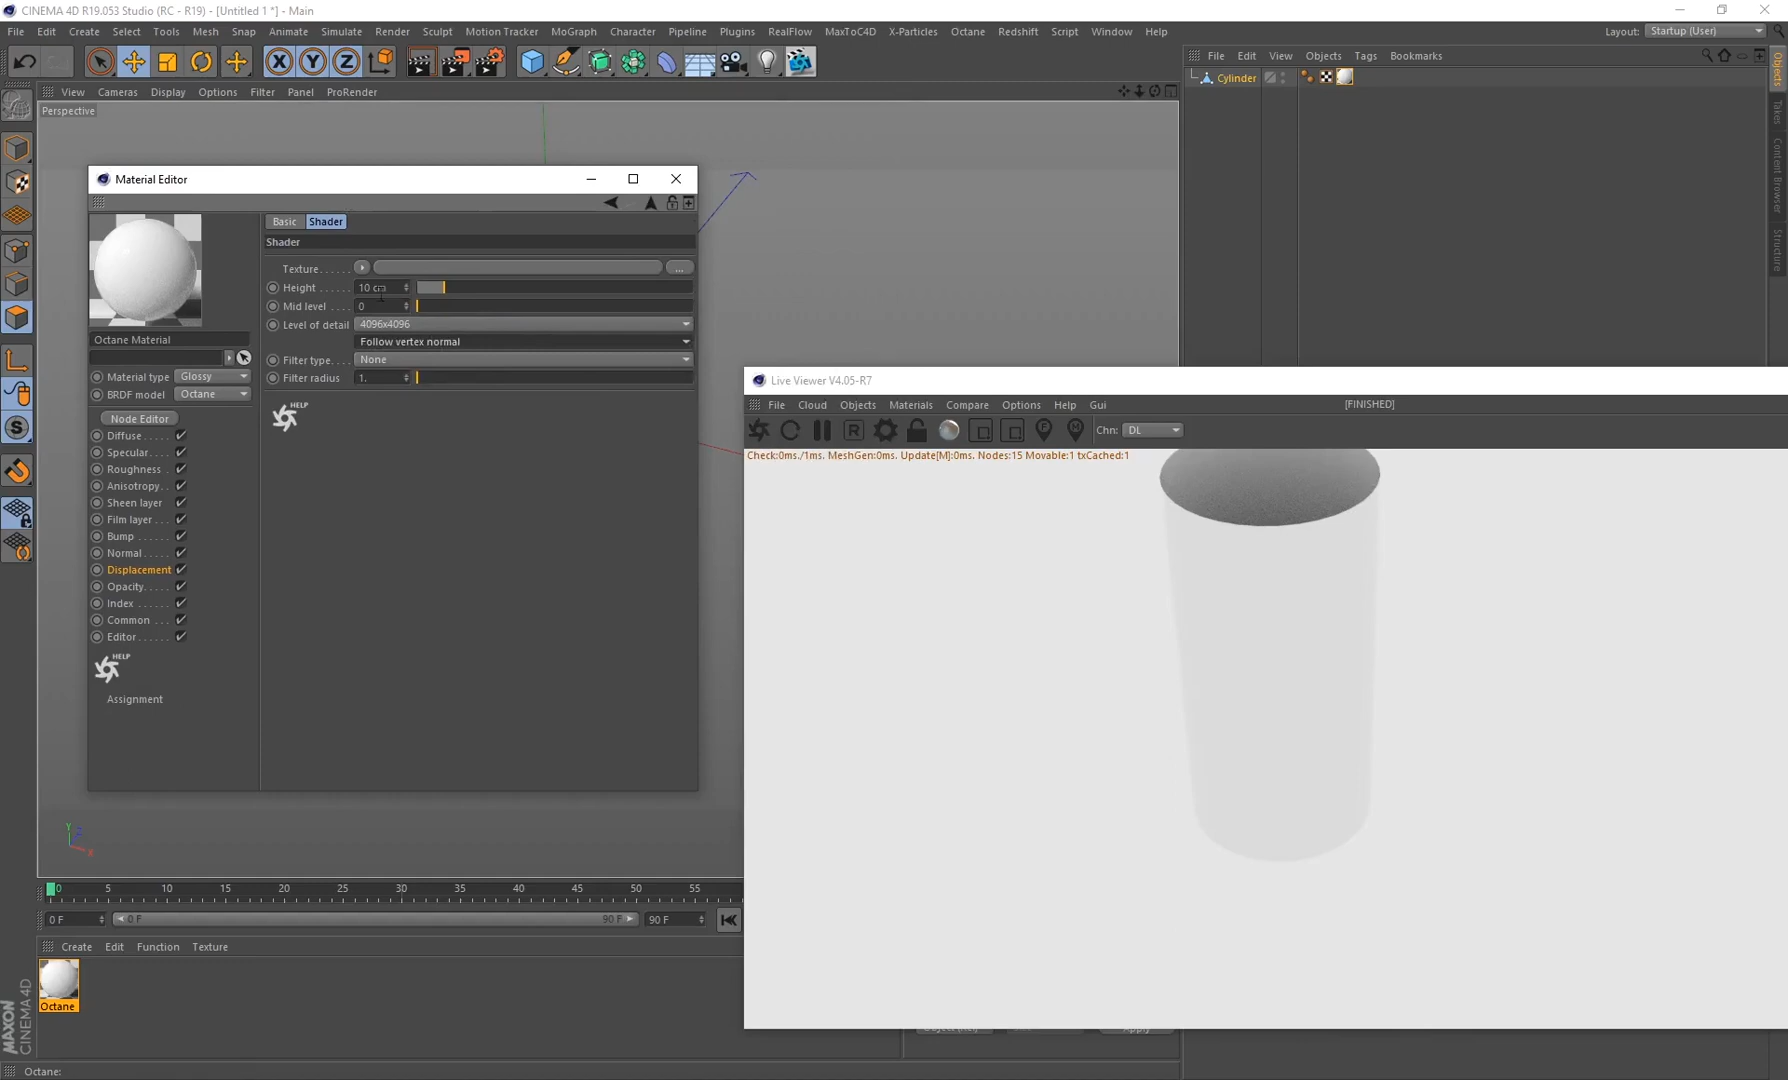 CINEMA 4D R19.053 Studio (RC - R19) - [Untitled 1 *] - Main
File Edit Create Select Tools Mesh Snap Animate Simulate Render Sculpt Motion Tracker MoGraph Character Pipeline Plugins RealFlow MaxToC4D X-Particles Octane Redshift Script Window Help
Layout: Startup (User)
X Y Z
View Cameras Display Options Filter Panel ProRender
Perspective
File Edit View Objects Tags Bookmarks
Cylinder
Objects
Takes
Content Browser
Structure
Material Editor
Basic Shader
Shader
Texture......
Height...... 10 cm
Mid level.... 0
Level of detail 4096x4096
Follow vertex normal
Filter type.... None
Filter radius 1.
HELP
Octane Material
Material type Glossy
BRDF model Octane
Node Editor
Diffuse.....
Specular...
Roughness.
Anisotropy..
Sheen layer
Film layer..
Bump.....
Normal.....
Displacement
Opacity.....
Index....
Common...
Editor......
HELP
Assignment
Live Viewer V4.05-R7
File Cloud Objects Materials Compare Options Help Gui [FINISHED]
R F M Chn: DL
Check:0ms./1ms. MeshGen:0ms. Update[M]:0ms. Nodes:15 Movable:1 txCached:1
S
Y Z X
0 5 10 15 20 25 30 35 40 45 50 55
0 F 0 F 90 F 90 F
Create Edit Function Texture
Octane
Apply
MAXON
CINEMA 4D
Octane: